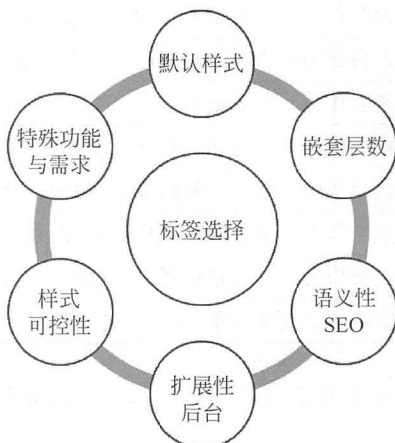 默认样式
嵌套层数
语义性
SEO
扩展性
后台
样式
可控性
特殊功能
与需求
标签选择